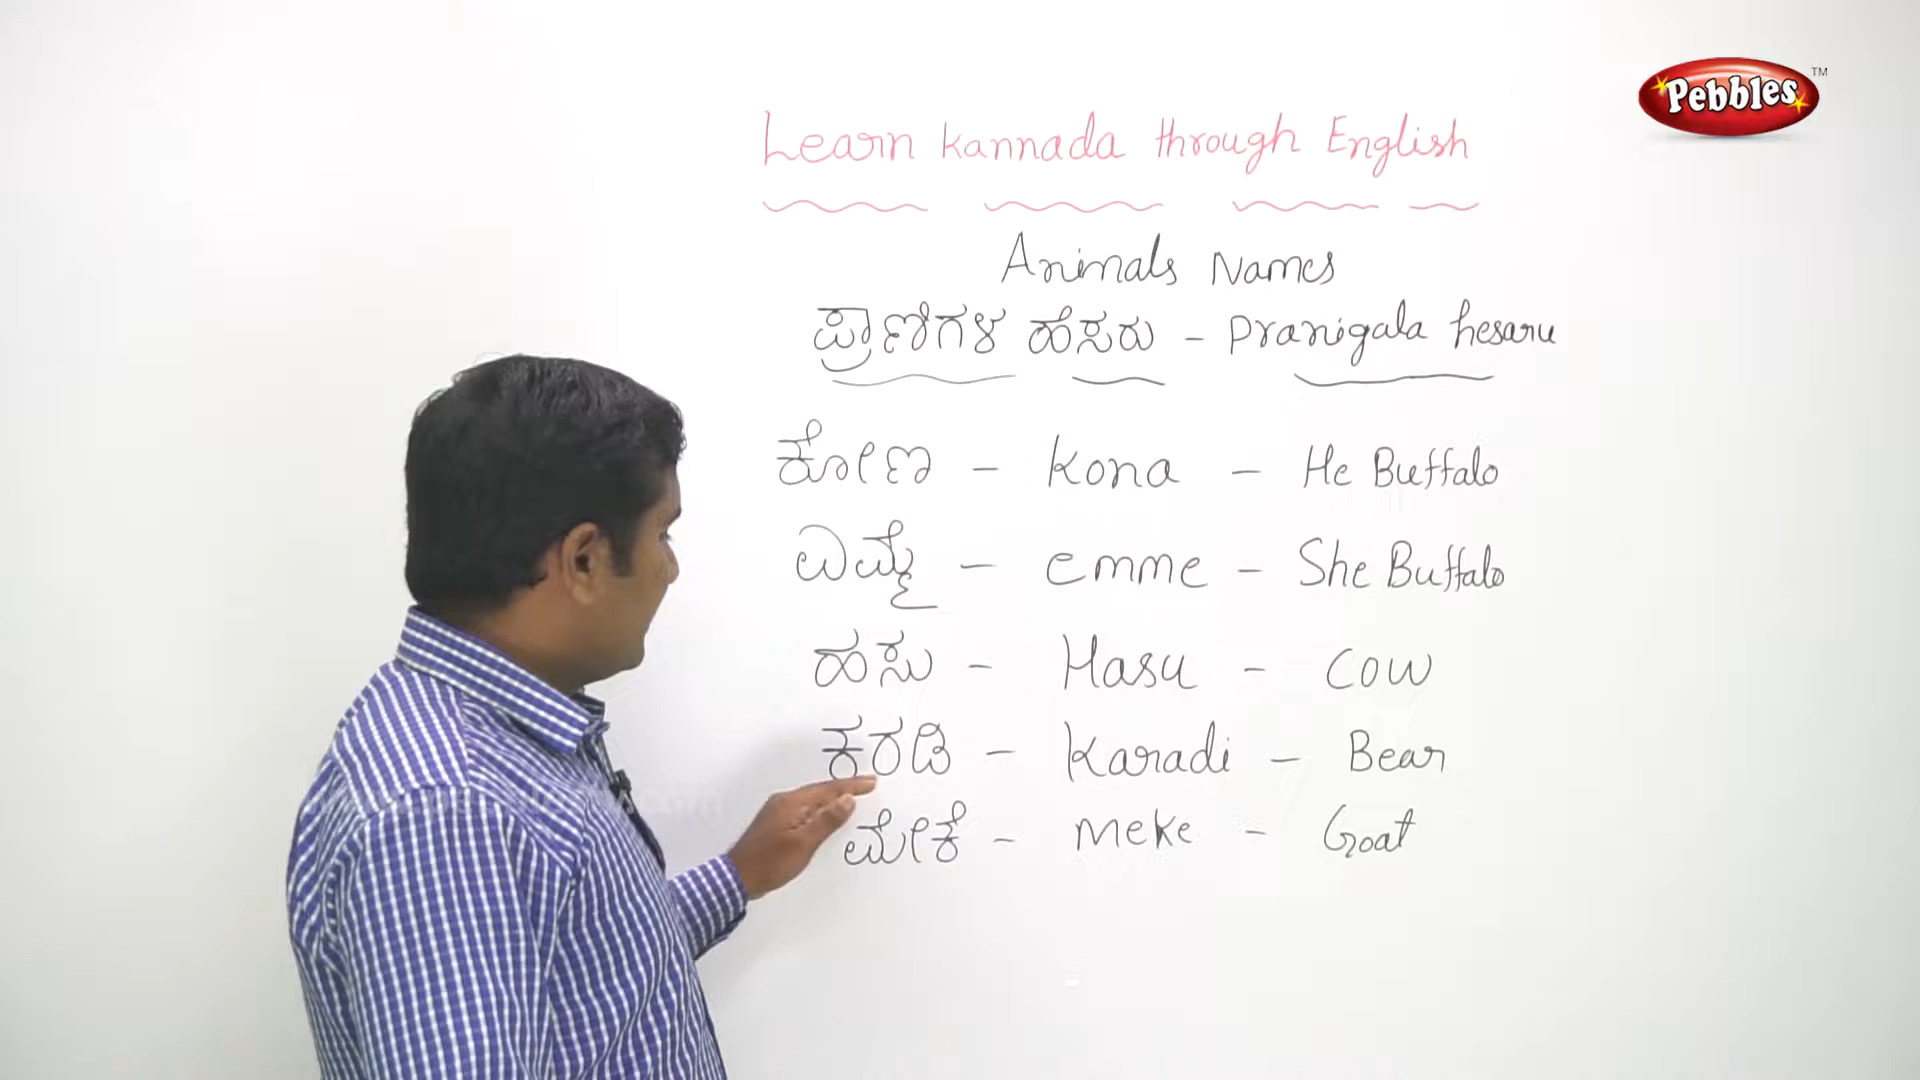 Pebbles TM
Learn kannada through English
Animals Names
ಪ್ರಾಣಿಗಳ ಹೆಸರು - Pranigala hesaru
ಕೋಣ - kona - He Buffalo
ಎಮ್ಮೆ - emme - She Buffalo
ಹಸು - Hasu - cow
ಕರಡಿ - karadi - Bear
ಮೇಕೆ - Meke - Goat